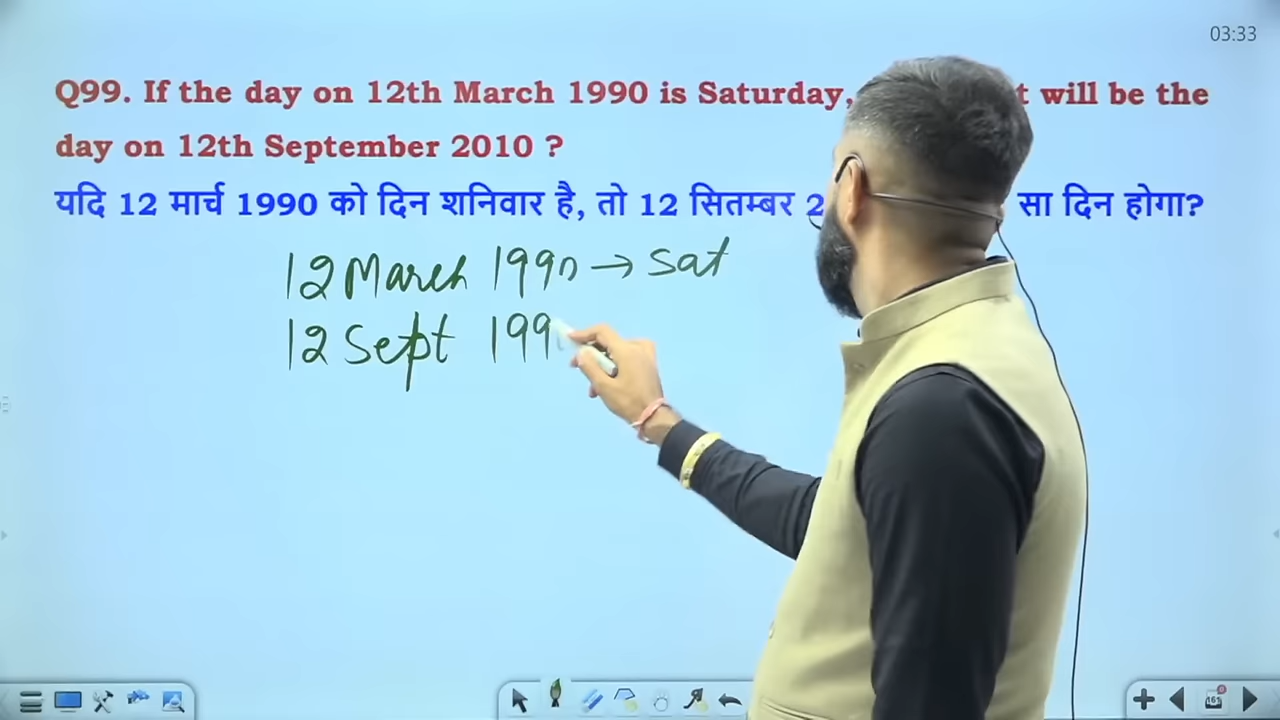 03:33
Q99. If the day on 12th March 1990 is Saturday, t will be the
day on 12th September 2010 ?
यदि 12 मार्च 1990 को दिन शनिवार है, तो 12 सितम्बर 2 सा दिन होगा?
12 March 1990 → Sat
12 Sept 199